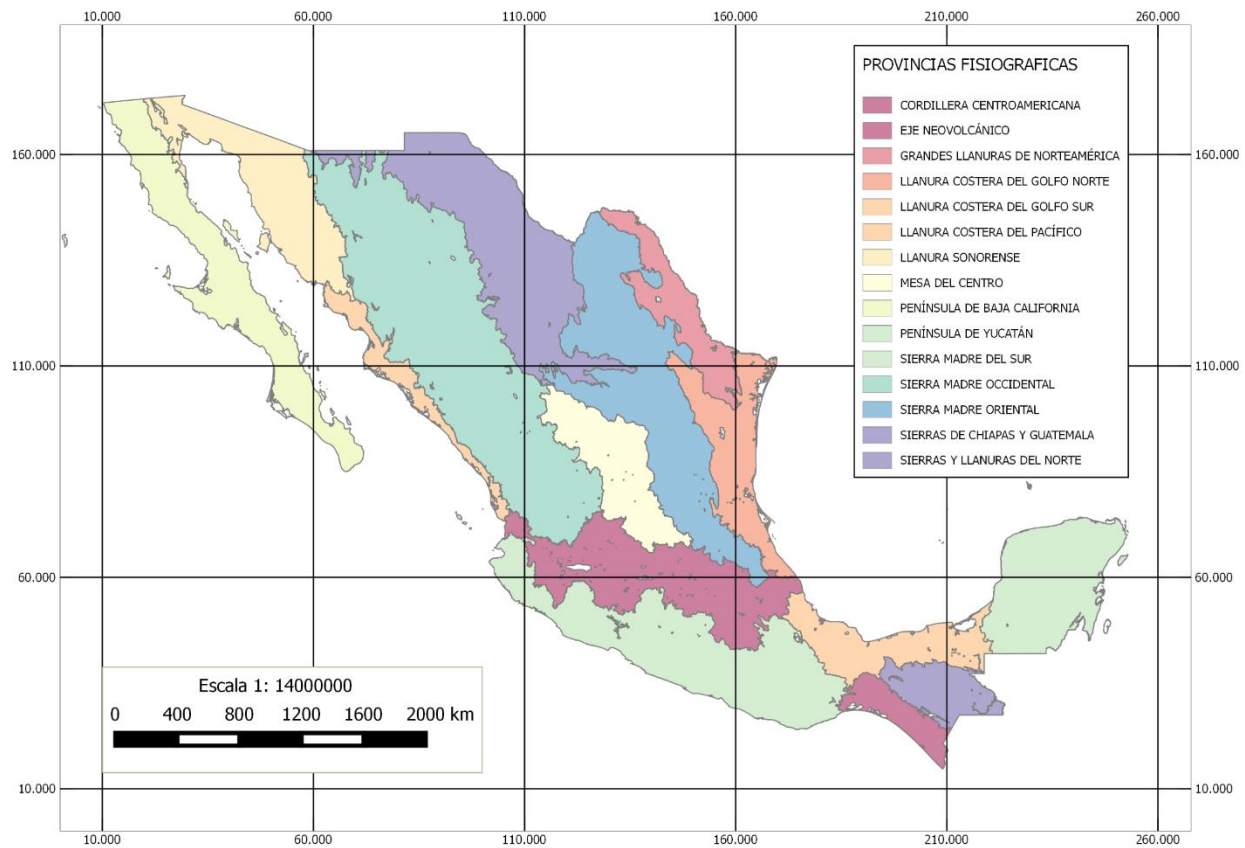 10.000 60.000 110.000 160.000 210.000 260.000
PROVINCIAS FISIOGRAFICAS
CORDILLERA CENTROAMERICANA
EJE NEOVOLCÁNICO
GRANDES LLANURAS DE NORTEAMÉRICA
LLANURA COSTERA DEL GOLFO NORTE
LLANURA COSTERA DEL GOLFO SUR
LLANURA COSTERA DEL PACÍFICO
LLANURA SONORENSE
MESA DEL CENTRO
PENÍNSULA DE BAJA CALIFORNIA
PENÍNSULA DE YUCATÁN
SIERRA MADRE DEL SUR
SIERRA MADRE OCCIDENTAL
SIERRA MADRE ORIENTAL
SIERRAS DE CHIAPAS Y GUATEMALA
SIERRAS Y LLANURAS DEL NORTE
160.000 160.000
110.000 110.000
60.000 60.000
Escala 1: 14000000
0 400 800 1200 1600 2000 km
10.000 10.000
10.000 60.000 110.000 160.000 210.000 260.000